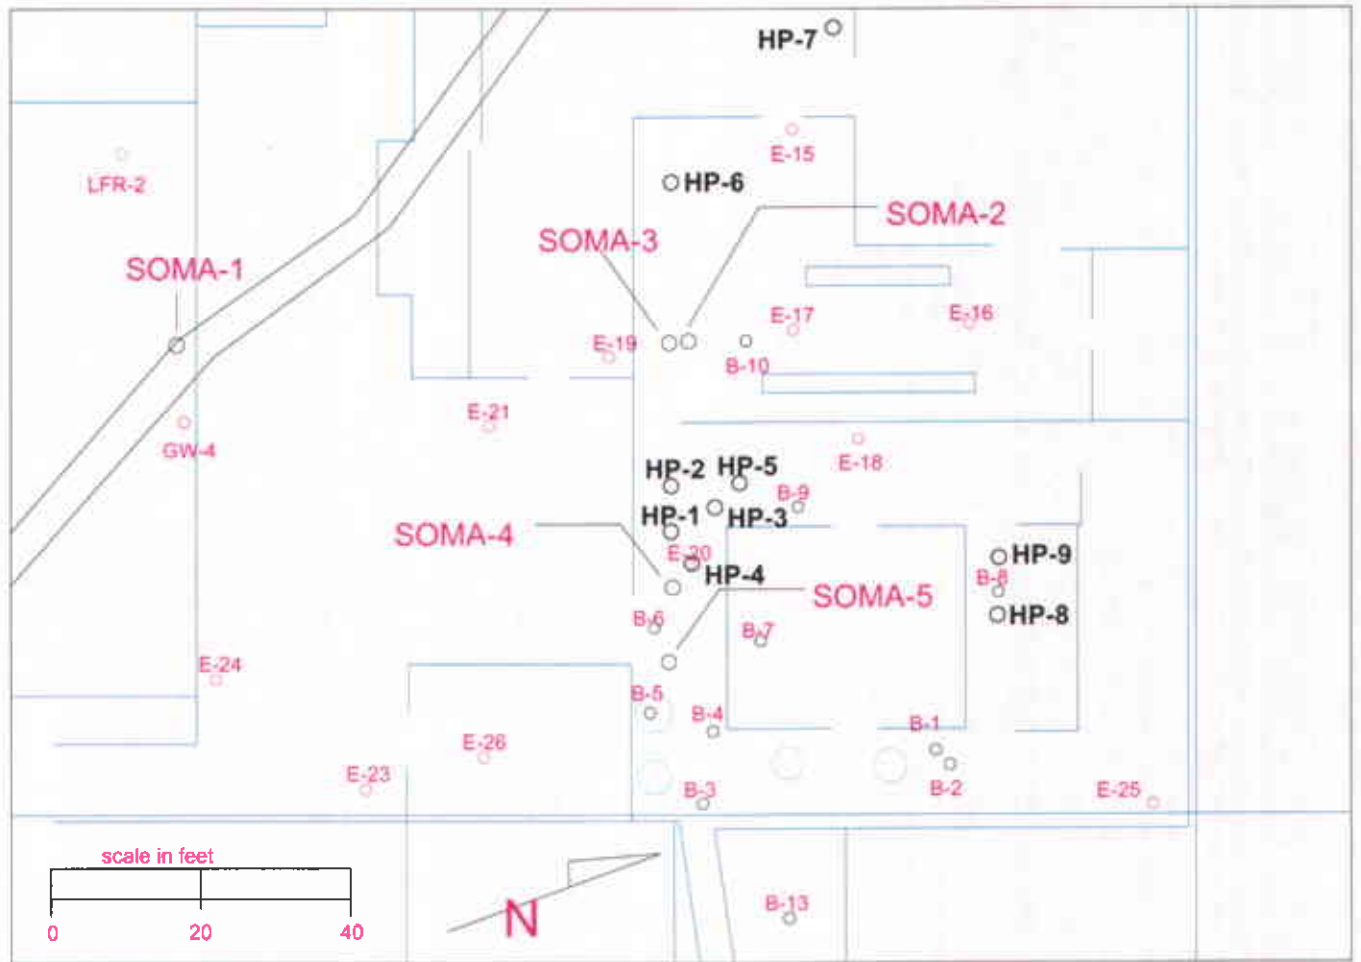 HP-7
E-15
LFR-2
HP-6
SOMA-2
SOMA-3
SOMA-1
E-17
E-16
E-19
B-10
E-21
GW-4
E-18
HP-2
HP-5
B-9
HP-1
HP-3
SOMA-4
E-20
HP-9
HP-4
B-8
SOMA-5
HP-8
B-6
B-7
E-24
B-5
B-4
B-1
E-26
E-23
B-2
B-3
E-25
scale in feet
N
B-13
0
20
40